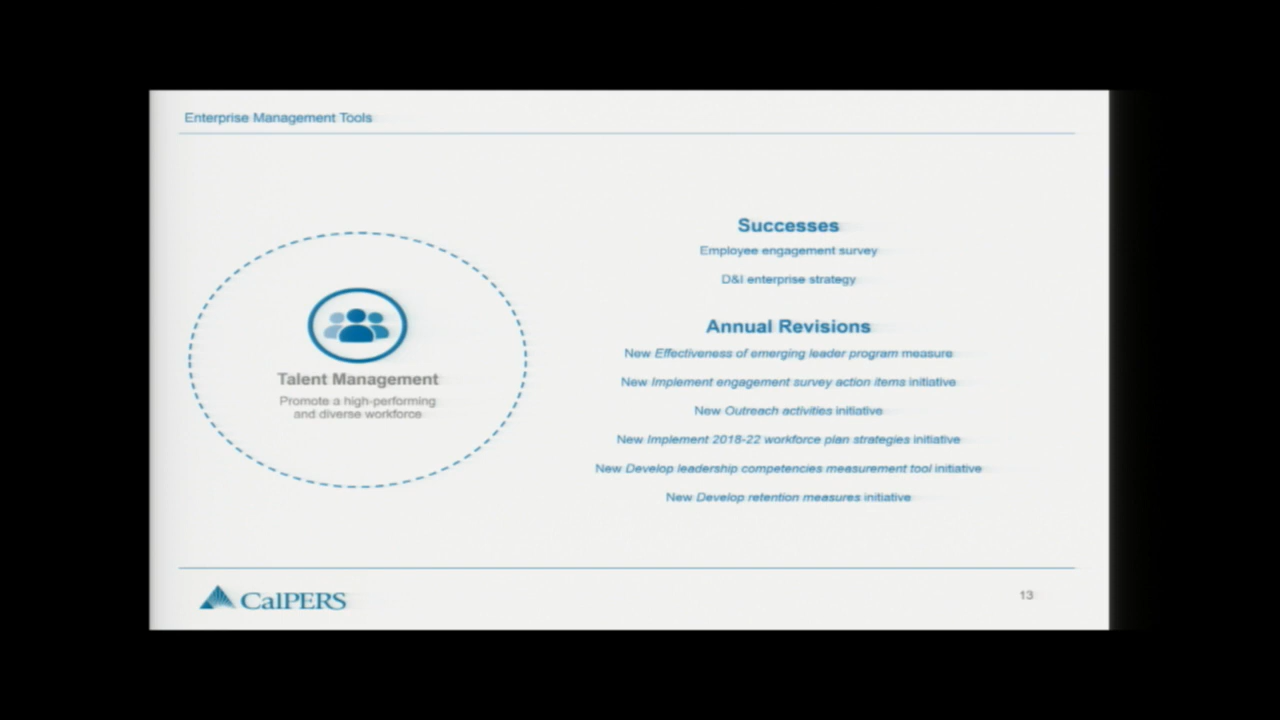 Enterprise Management Tools
Talent Management
Promote a high-performing
and diverse workforce
Successes
Employee engagement survey
D&I enterprise strategy
Annual Revisions
New Effectiveness of emerging leader program measure
New Implement engagement survey action items initiative
New Outreach activities initiative
New Implement 2018-22 workforce plan strategies initiative
New Develop leadership competencies measurement tool initiative
New Develop retention measures initiative
CalPERS
13